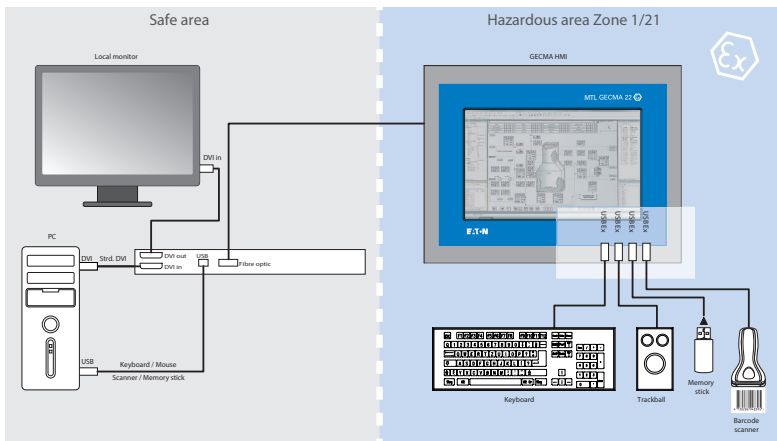 Safe area
Hazardous area Zone 1/21
Local monitor
GECMA HMI
Ex
MTL GECMA 22
DVI in
PC
DVI
Strd. DVI
DVI out
DVI in
USB
Fibre optic
E·T·N
USB Ex
USB Ex
USB Ex
USB Ex
USB
Keyboard / Mouse
Scanner / Memory stick
Keyboard
Trackball
Memory
stick
Barcode
scanner